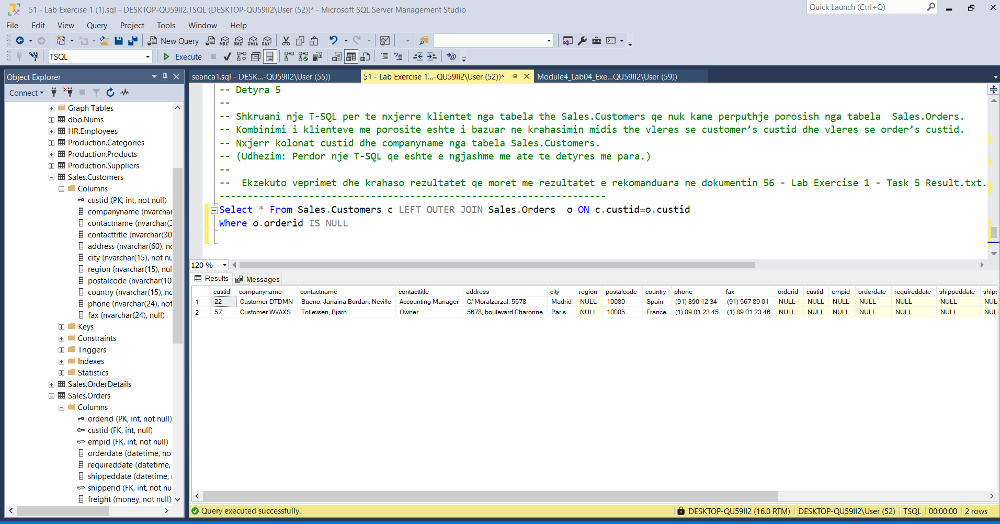 51 - Lab Exercise 1 (1).sql - DESKTOP-QU59II2.TSQL (DESKTOP-QU59II2\User (52))* - Microsoft SQL Server Management Studio
Quick Launch (Ctrl+Q)
File Edit View Query Project Tools Window Help
New Query MDX DMX XMLA DAX
TSQL Execute
Object Explorer
Connect
Graph Tables
dbo.Nums
HR.Employees
Production.Categories
Production.Products
Production.Suppliers
Sales.Customers
Columns
custid (PK, int, not null)
companyname (nvarchar
contactname (nvarchar(3
contacttitle (nvarchar(30
address (nvarchar(60), nc
city (nvarchar(15), not nu
region (nvarchar(15), nul
postalcode (nvarchar(10
country (nvarchar(15), nc
phone (nvarchar(24), not
fax (nvarchar(24), null)
Keys
Constraints
Triggers
Indexes
Statistics
Sales.OrderDetails
Sales.Orders
Columns
orderid (PK, int, not null)
custid (FK, int, null)
empid (FK, int, not null)
orderdate (datetime, not
requireddate (datetime,
shippeddate (datetime,
shipperid (FK, int, not nu
freight (money, not null)
seanca1.sql - DESK...-QU59II2\User (55))
51 - Lab Exercise 1...-QU59II2\User (52))*
Module4_Lab04_Exe...QU59II2\User (59))
-- Detyra 5
--
-- Shkruani nje T-SQL per te nxjerre klientet nga tabela the Sales.Customers qe nuk kane perputhje porosish nga tabela  Sales.Orders.
-- Kombinimi i klienteve me porosite eshte i bazuar ne krahasimin midis the vleres se customer’s custid dhe vleres se order’s custid.
-- Nxjerr kolonat custid dhe companyname nga tabela Sales.Customers.
-- (Udhezim: Perdor nje T-SQL qe eshte e ngjashme me ate te detyres me para.)
--
--  Ekzekuto veprimet dhe krahaso rezultatet qe moret me rezultatet e rekomanduara ne dokumentin 56 - Lab Exercise 1 - Task 5 Result.txt.
---------------------------------------------------------------------
Select * From Sales.Customers c LEFT OUTER JOIN Sales.Orders  o ON c.custid=o.custid
Where o.orderid IS NULL
120 %
Results Messages
custid companyname contactname contacttitle address city region postalcode country phone fax orderid custid empid orderdate requireddate shippeddate shipp
1 22 Customer DTDMN Bueno, Janaina Burdan, Neville Accounting Manager C/ Moralzarzal, 5678 Madrid NULL 10080 Spain (91) 890 12 34 (91) 567 89 01 NULL NULL NULL NULL NULL NULL NUL
2 57 Customer WVAXS Tollevsen, Bjørn Owner 5678, boulevard Charonne Paris NULL 10085 France (1) 89.01.23.45 (1) 89.01.23.46 NULL NULL NULL NULL NULL NULL NUL
Query executed successfully.
DESKTOP-QU59II2 (16.0 RTM) DESKTOP-QU59II2\User (52) TSQL 00:00:00 2 rows